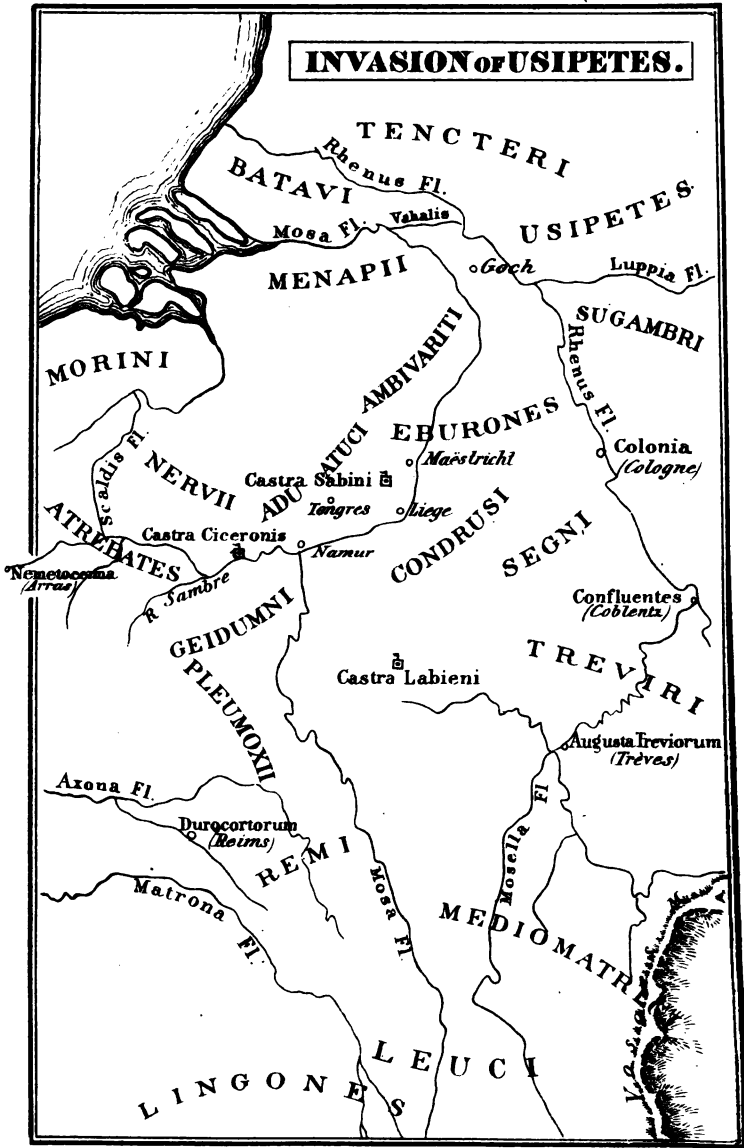 INVASION OF USIPETES.
TENCTERI
Rhenus Fl.
BATAVI
USIPETES
Vahalis
Mosa Fl.
Goch
Luppia Fl.
MENAPII
SUGAMBRI
Rhenus Fl.
AMBIVARITI
MORINI
EBURONES
Colonia
(Cologne)
Maëstricht
Scaldis Fl.
NERVII
Castra Sabini
ADUATUCI
Tongres
Liege
CONDRUSI
SEGNI
ATREBATES
Castra Ciceronis
Namur
Nemetocenna
(Arras)
R Sambre
Confluentes
(Coblentz)
GEIDUMNI
TREVIRI
Castra Labieni
PLEUMOXII
Augusta Treviorum
(Trèves)
Axona Fl.
Mosella Fl
Durocortorum
(Reims)
REMI
Matrona Fl.
Mosa Fl.
MEDIOMATR
LEUCI
LINGONES